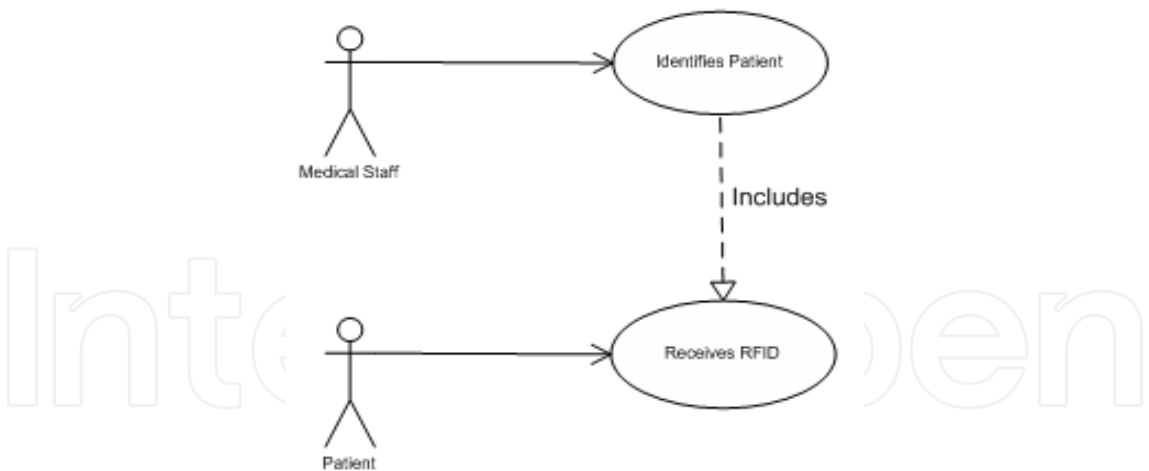 Identifies Patient
Medical Staff
Includes
Receives RFID
Patient